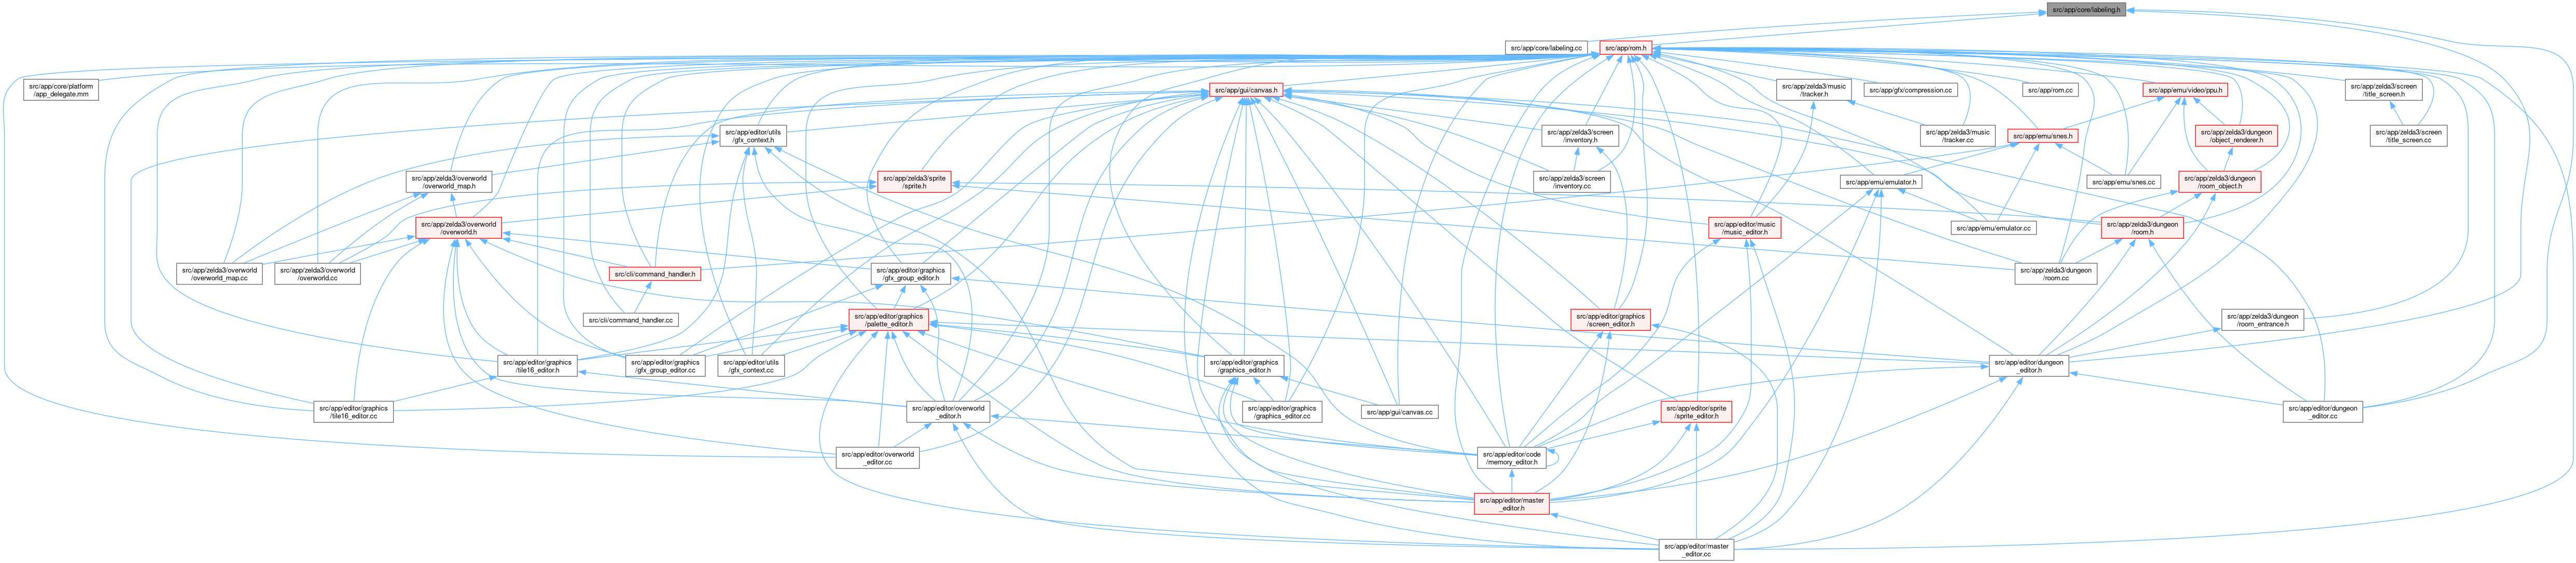 src/app/core/labeling.h
src/app/core/labeling.cc
src/app/rom.h
src/app/core/platform
/app_delegate.mm
src/app/gui/canvas.h
src/app/zelda3/music
/tracker.h
src/app/gfx/compression.cc
src/app/rom.cc
src/app/emu/video/ppu.h
src/app/zelda3/screen
/title_screen.h
src/app/editor/utils
/gfx_context.h
src/app/zelda3/screen
/inventory.h
src/app/zelda3/music
/tracker.cc
src/app/emu/snes.h
src/app/zelda3/dungeon
/object_renderer.h
src/app/zelda3/screen
/title_screen.cc
src/app/zelda3/overworld
/overworld_map.h
src/app/zelda3/sprite
/sprite.h
src/app/zelda3/screen
/inventory.cc
src/app/emu/emulator.h
src/app/emu/snes.cc
src/app/zelda3/dungeon
/room_object.h
src/app/zelda3/overworld
/overworld.h
src/app/editor/music
/music_editor.h
src/app/emu/emulator.cc
src/app/zelda3/dungeon
/room.h
src/app/zelda3/overworld
/overworld_map.cc
src/app/zelda3/overworld
/overworld.cc
src/cli/command_handler.h
src/app/editor/graphics
/gfx_group_editor.h
src/app/zelda3/dungeon
/room.cc
src/cli/command_handler.cc
src/app/editor/graphics
/palette_editor.h
src/app/editor/graphics
/screen_editor.h
src/app/zelda3/dungeon
/room_entrance.h
src/app/editor/graphics
/tile16_editor.h
src/app/editor/graphics
/gfx_group_editor.cc
src/app/editor/utils
/gfx_context.cc
src/app/editor/graphics
/graphics_editor.h
src/app/editor/dungeon
_editor.h
src/app/editor/graphics
/tile16_editor.cc
src/app/editor/overworld
_editor.h
src/app/editor/graphics
/graphics_editor.cc
src/app/gui/canvas.cc
src/app/editor/sprite
/sprite_editor.h
src/app/editor/dungeon
_editor.cc
src/app/editor/overworld
_editor.cc
src/app/editor/code
/memory_editor.h
src/app/editor/master
_editor.h
src/app/editor/master
_editor.cc